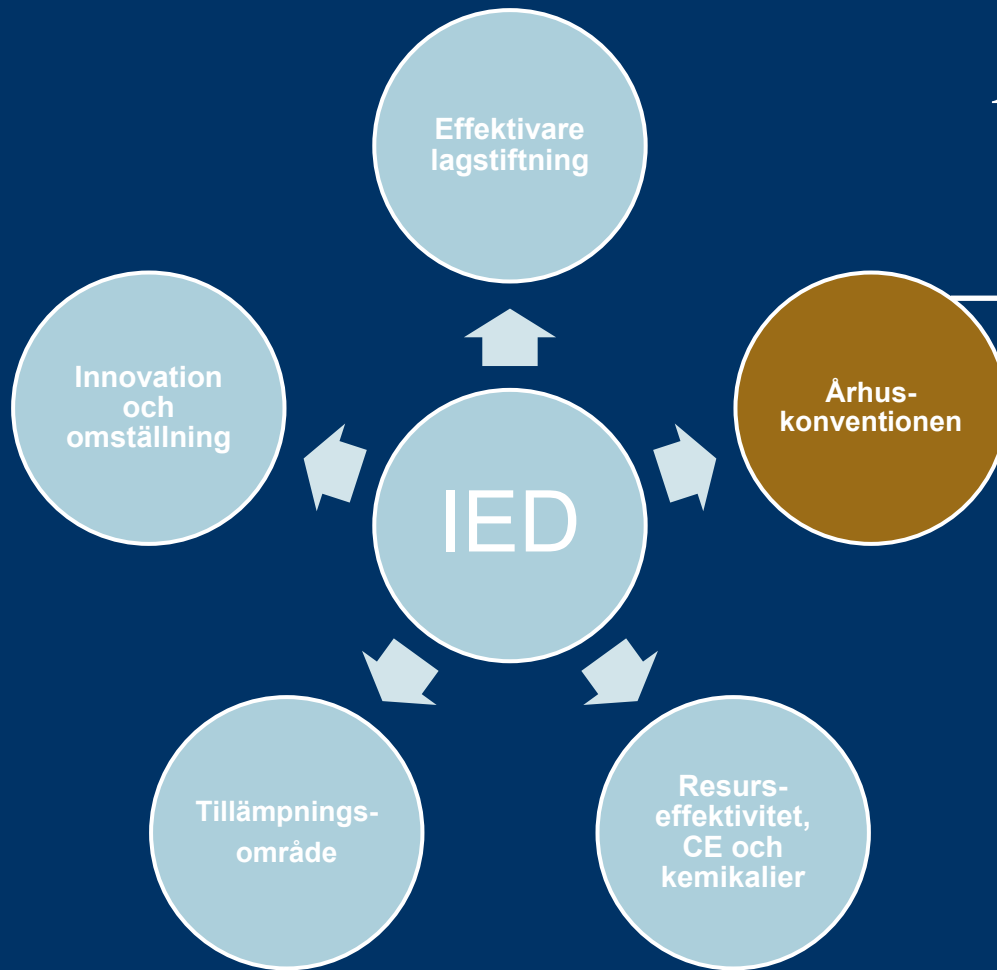 Effektivare
lagstiftning
Innovation
och
omställning
Århus-
konventionen
IED
Tillämpnings-
område
Resurs-
effektivitet,
CE och
kemikalier